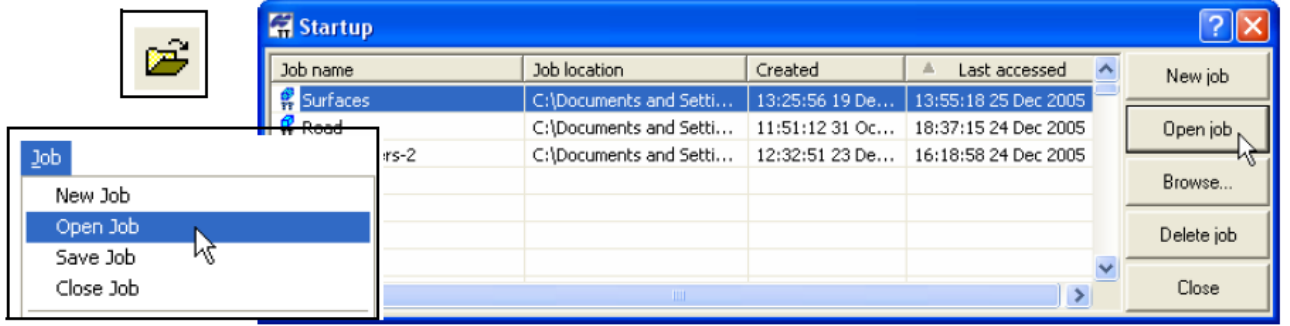 Startup
Job name Job location Created Last accessed
Surfaces C:\Documents and Setti... 13:25:56 19 De... 13:55:18 25 Dec 2005
Road C:\Documents and Setti... 11:51:12 31 Oc... 18:37:15 24 Dec 2005
rs-2 C:\Documents and Setti... 12:32:51 23 De... 16:18:58 24 Dec 2005
New job
Open job
Browse...
Delete job
Close
Job
New Job
Open Job
Save Job
Close Job